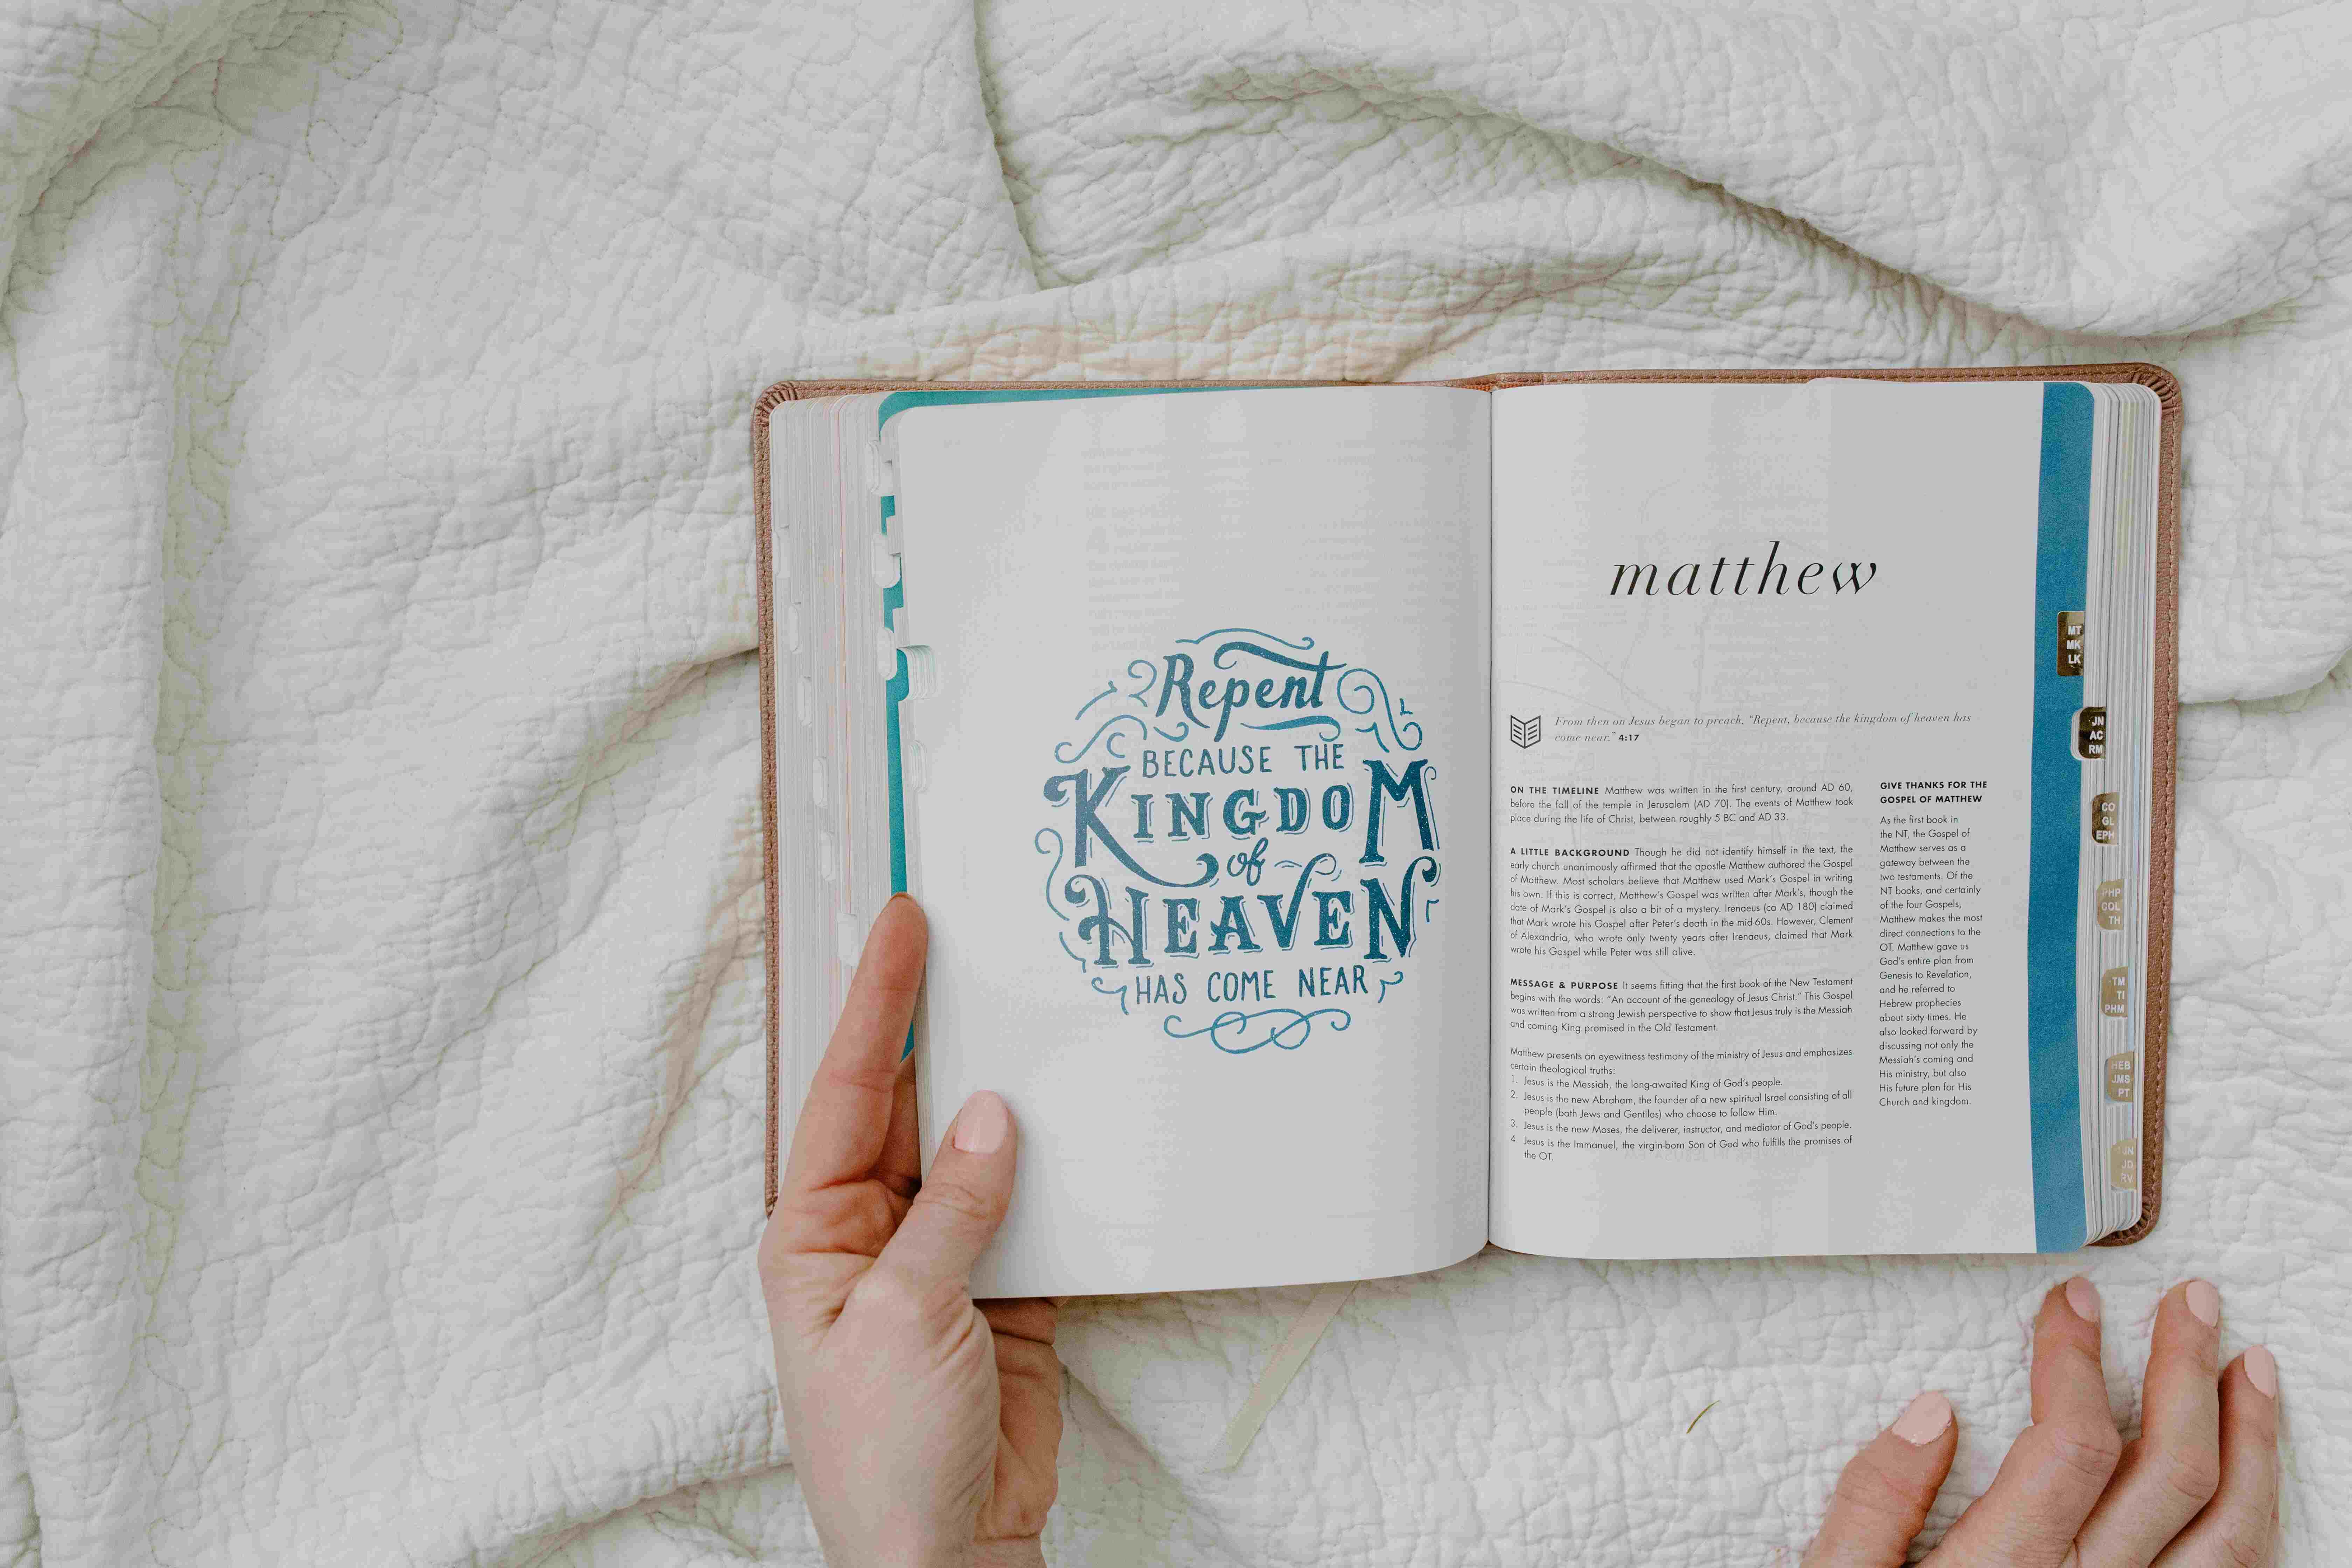 Repent
BECAUSE THE
KINGDOM
of
HEAVEN
HAS COME NEAR
matthew
From then on Jesus began to preach, "Repent, because the kingdom of heaven has
come near." 4:17
ON THE TIMELINE Matthew was written in the first century, around AD 60,
before the fall of the temple in Jerusalem (AD 70). The events of Matthew took
place during the life of Christ, between roughly 5 BC and AD 33.
A LITTLE BACKGROUND Though he did not identify himself in the text, the
early church unanimously affirmed that the apostle Matthew authored the Gospel
of Matthew. Most scholars believe that Matthew used Mark's Gospel in writing
his own. If this is correct, Matthew's Gospel was written after Mark's, though the
date of Mark's Gospel is also a bit of a mystery. Irenaeus (ca AD 180) claimed
that Mark wrote his Gospel after Peter's death in the mid-60s. However, Clement
of Alexandria, who wrote only twenty years after Irenaeus, claimed that Mark
wrote his Gospel while Peter was still alive.
MESSAGE & PURPOSE It seems fitting that the first book of the New Testament
begins with the words: "An account of the genealogy of Jesus Christ." This Gospel
was written from a strong Jewish perspective to show that Jesus truly is the Messiah
and coming King promised in the Old Testament.
Matthew presents an eyewitness testimony of the ministry of Jesus and emphasizes
certain theological truths:
1. Jesus is the Messiah, the long-awaited King of God's people.
2. Jesus is the new Abraham, the founder of a new spiritual Israel consisting of all
people (both Jews and Gentiles) who choose to follow Him.
3. Jesus is the new Moses, the deliverer, instructor, and mediator of God's people.
4. Jesus is the Immanuel, the virgin-born Son of God who fulfills the promises of
the OT.
GIVE THANKS FOR THE
GOSPEL OF MATTHEW
As the first book in
the NT, the Gospel of
Matthew serves as a
gateway between the
two testaments. Of the
NT books, and certainly
of the four Gospels,
Matthew makes the most
direct connections to the
OT. Matthew gave us
God's entire plan from
Genesis to Revelation,
and he referred to
Hebrew prophecies
about sixty times. He
also looked forward by
discussing not only the
Messiah's coming and
His ministry, but also
His future plan for His
Church and kingdom.
MT
MK
LK
JN
AC
RM
CO
GL
EPH
PHP
COL
TH
TM
TI
PHM
HEB
JMS
PT
JN
JD
RV